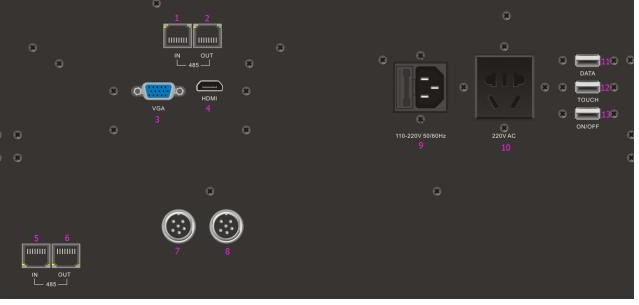 1 2
IN OUT
485
VGA
3
HDMI
4
110-220V 50/60Hz
9
220V AC
10
11
DATA
12
TOUCH
13
ON/OFF
5 6
IN OUT
485
7 8